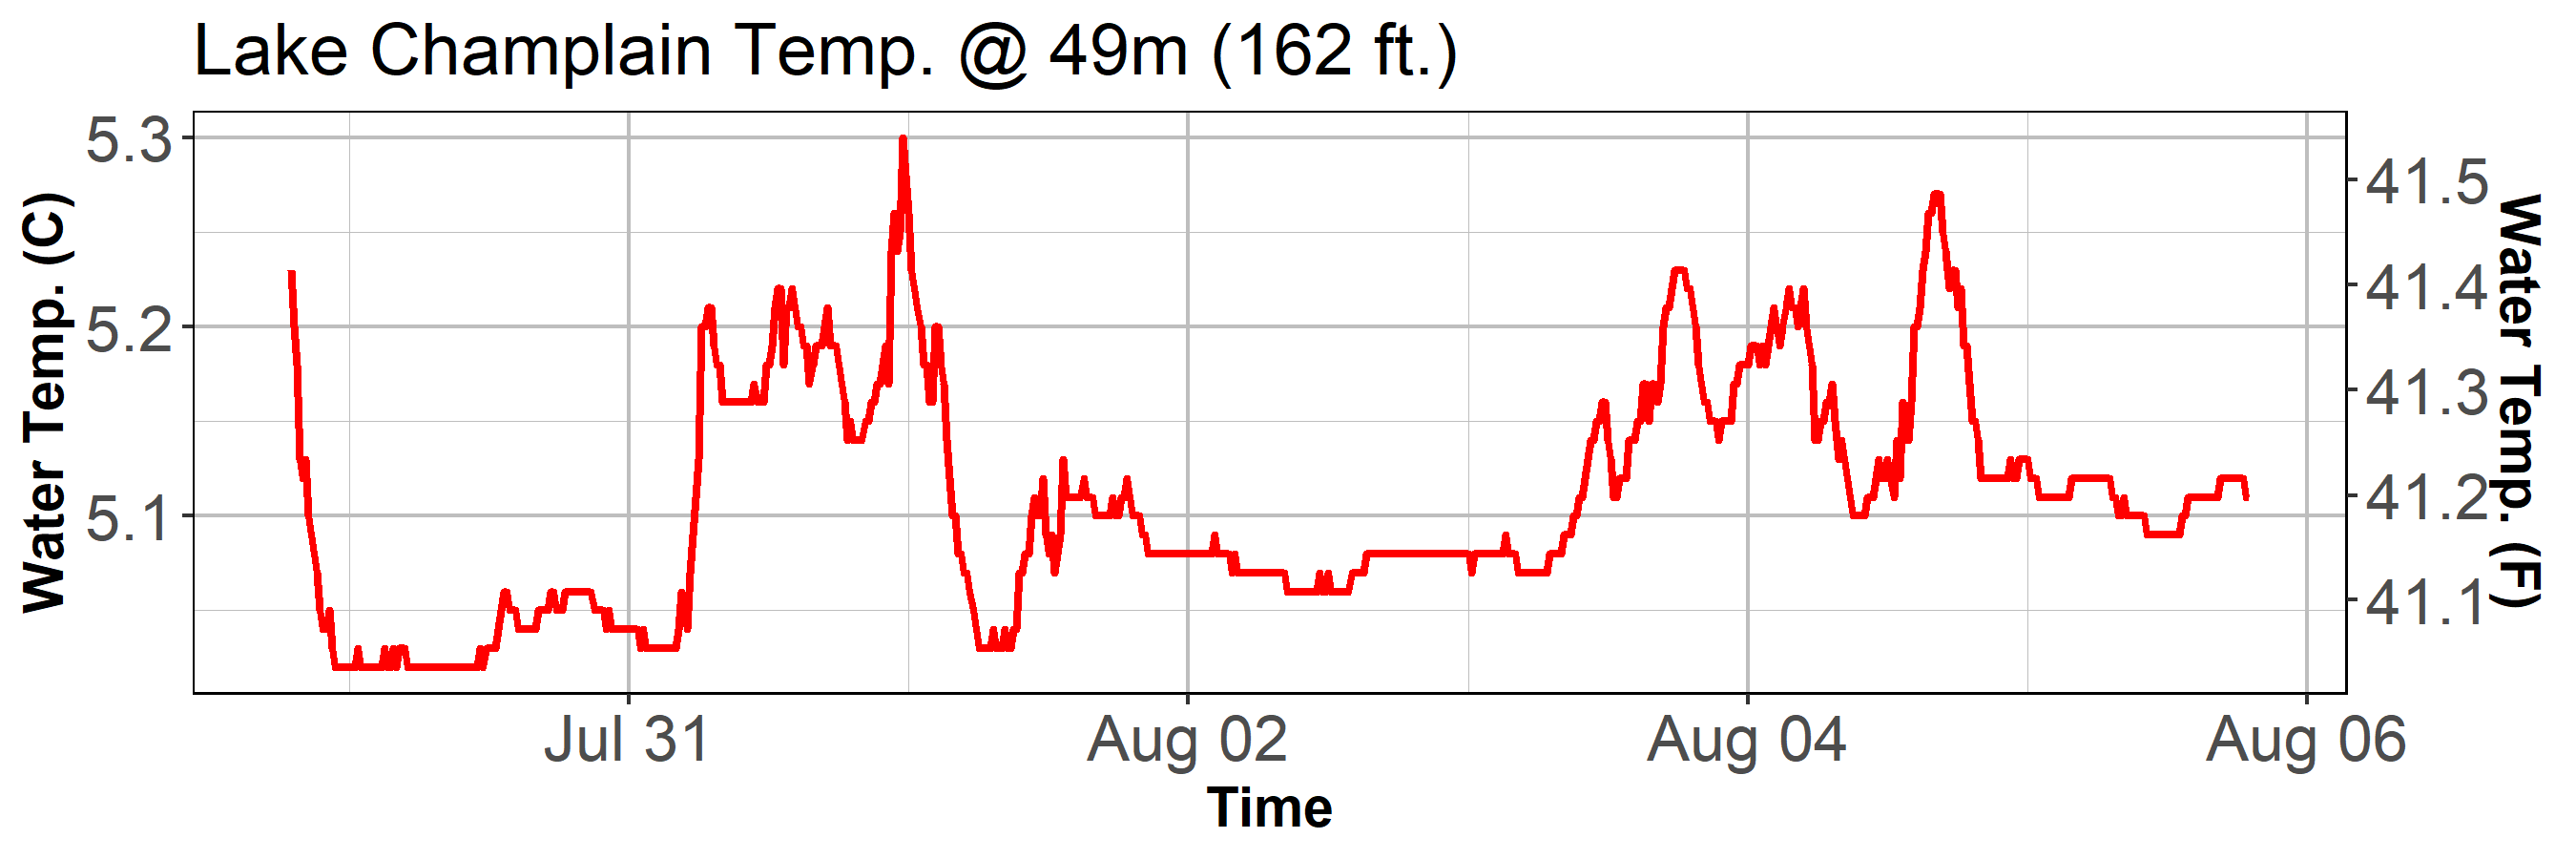 Lake Champlain Temp. @ 49m (162 ft.)
Water Temp. (C)
5.3
5.2
5.1
41.5
41.4
41.3
41.2
41.1
Water Temp. (F)
Jul 31 Aug 02 Aug 04 Aug 06
Time